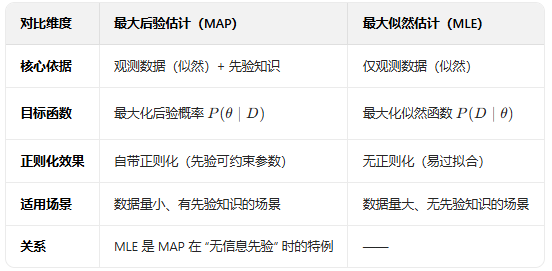 对比维度 最大后验估计（MAP） 最大似然估计（MLE）
核心依据 观测数据（似然）+ 先验知识 仅观测数据（似然）
目标函数 最大化后验概率 P(θ | D) 最大化似然函数 P(D | θ)
正则化效果 自带正则化（先验可约束参数） 无正则化（易过拟合）
适用场景 数据量小、有先验知识的场景 数据量大、无先验知识的场景
关系 MLE 是 MAP 在 “无信息先验” 时的特例 ——